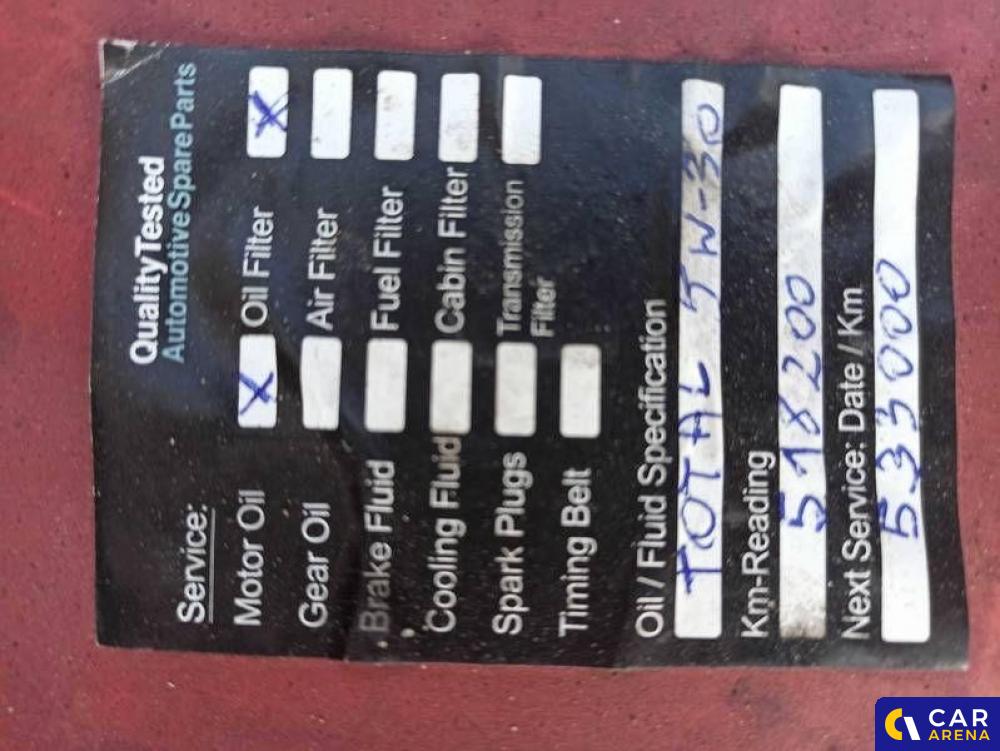 QualityTested
AutomotiveSpareParts
Service:
Motor Oil X Oil Filter X
Gear Oil Air Filter
Brake Fluid Fuel Filter
Cooling Fluid Cabin Filter
Spark Plugs Transmission
Filter
Timing Belt
Oil / Fluid Specification
TOTAL 5W-30
Km-Reading
518200
Next Service: Date / Km
533000
CAR
ARENA